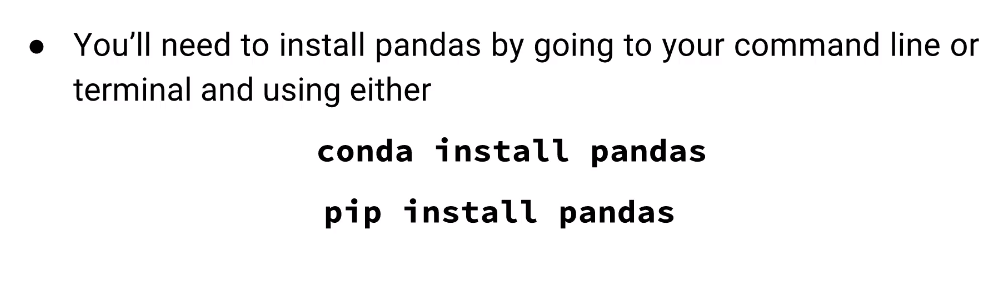 ● You’ll need to install pandas by going to your command line or
terminal and using either
conda install pandas
pip install pandas